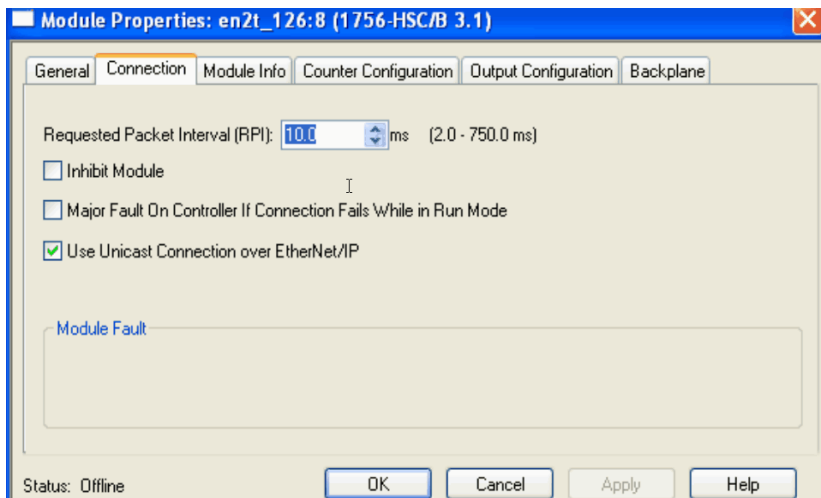 Module Properties: en2t_126:8 (1756-HSC/B 3.1)
General Connection Module Info Counter Configuration Output Configuration Backplane
Requested Packet Interval (RPI): 10.0 ms (2.0 - 750.0 ms)
Inhibit Module
Major Fault On Controller If Connection Fails While in Run Mode
Use Unicast Connection over EtherNet/IP
Module Fault
Status: Offline OK Cancel Apply Help